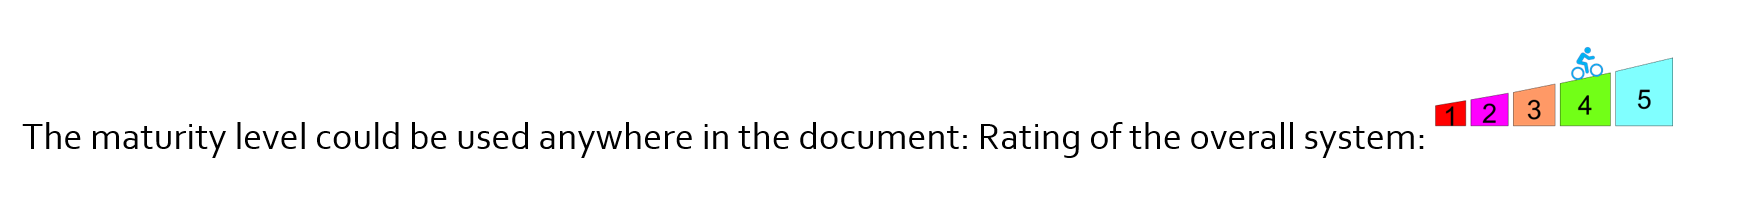 The maturity level could be used anywhere in the document: Rating of the overall system: 1 2 3 4 5